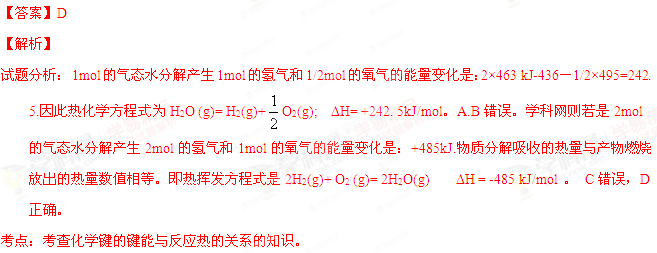 【答案】D
【解析】
试题分析： 1mol的气态水分解产生1mol的氢气和1/2mol的氧气的能量变化是：2×463 kJ-436－1/2×495=242.
5.因此热化学方程式为H₂O (g)= H₂(g)+ 1/2 O₂(g); ΔH= +242. 5kJ/mol。A.B错误。学科网则若是 2mol
的气态水分解产生 2mol 的氢气和 1mol 的氧气的能量变化是：+485kJ.物质分解吸收的热量与产物燃烧
放出的热量数值相等。即热挥发方程式是 2H₂(g)+ O₂ (g)= 2H₂O(g) ΔH = -485 kJ/mol 。 C 错误，D
正确。
考点：考查化学键的键能与反应热的关系的知识。